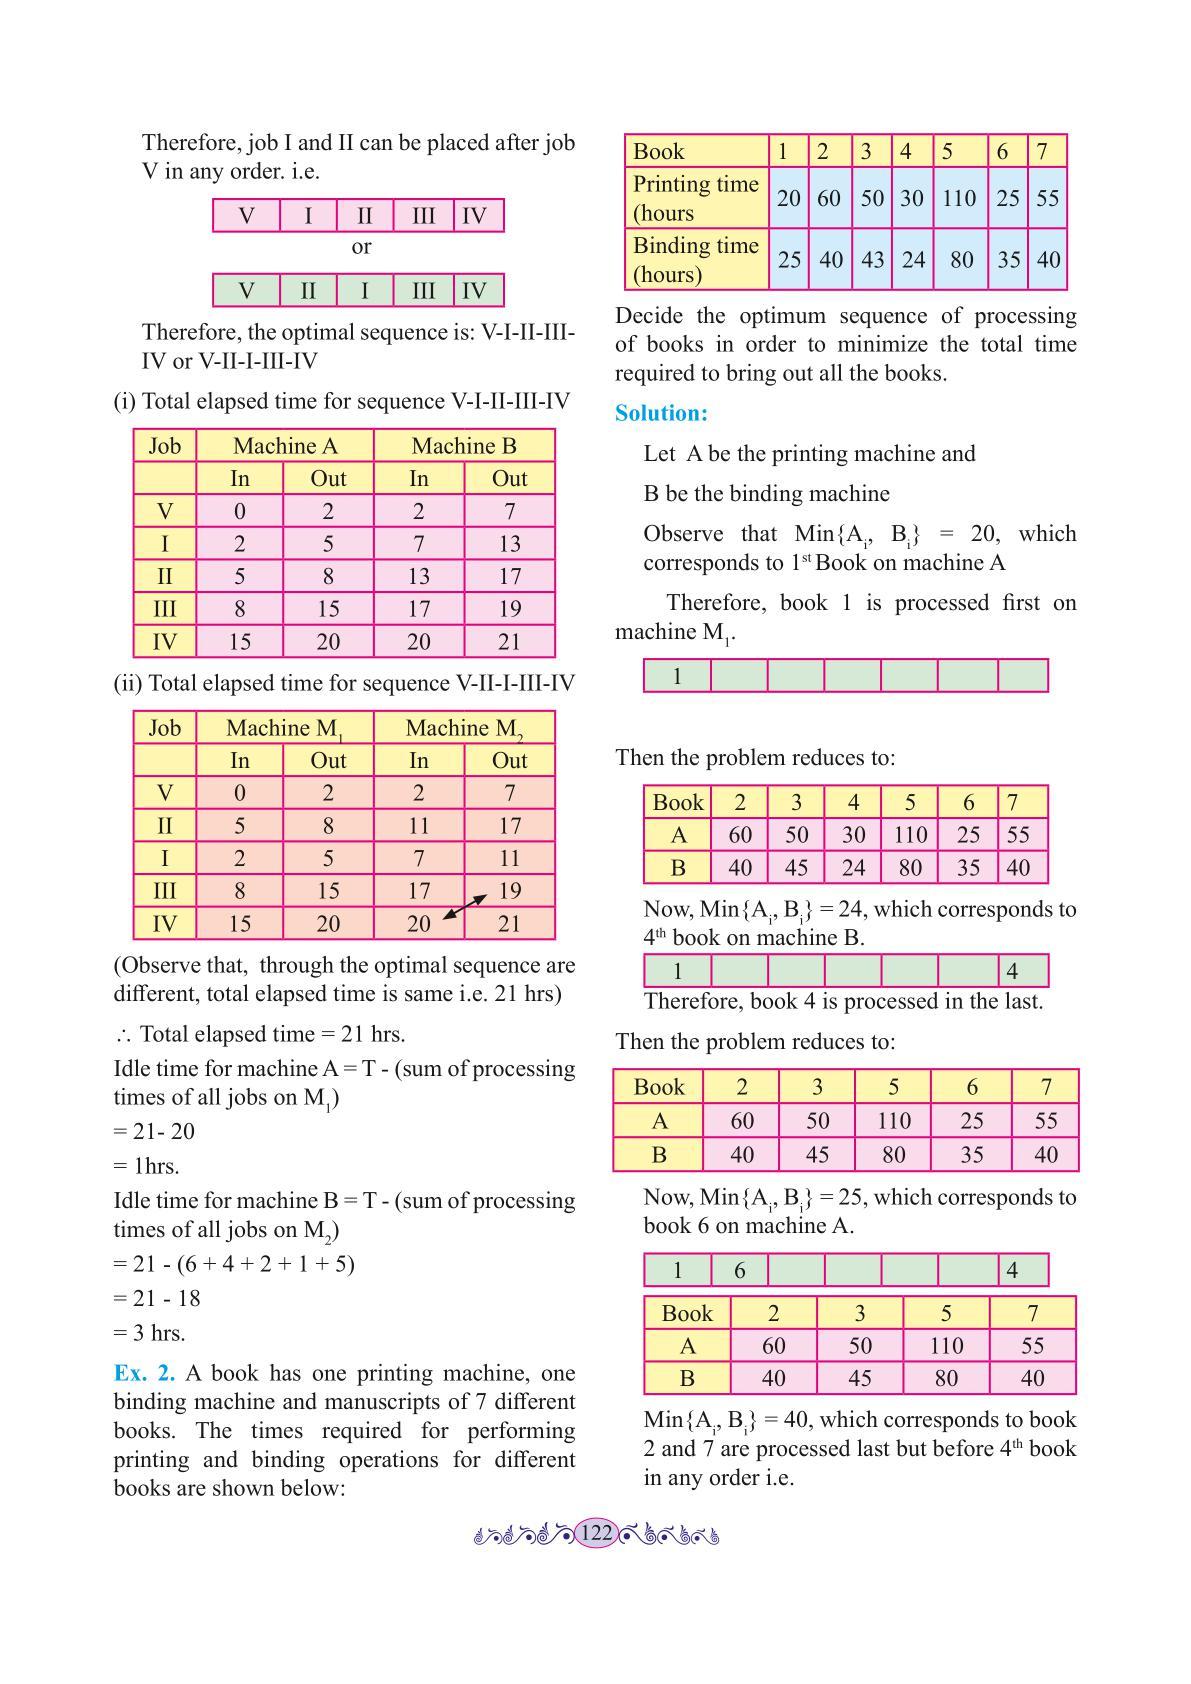 Therefore, job I and II can be placed after job
V in any order. i.e.
V I II III IV
or
V II I III IV
Therefore, the optimal sequence is: V-I-II-III-
IV or V-II-I-III-IV
(i) Total elapsed time for sequence V-I-II-III-IV
Job Machine A Machine B
In Out In Out
V 0 2 2 7
I 2 5 7 13
II 5 8 13 17
III 8 15 17 19
IV 15 20 20 21
(ii) Total elapsed time for sequence V-II-I-III-IV
Job Machine M1 Machine M2
In Out In Out
V 0 2 2 7
II 5 8 11 17
I 2 5 7 11
III 8 15 17 19
IV 15 20 20 21
(Observe that, through the optimal sequence are
different, total elapsed time is same i.e. 21 hrs)
∴ Total elapsed time = 21 hrs.
Idle time for machine A = T - (sum of processing
times of all jobs on M1)
= 21- 20
= 1hrs.
Idle time for machine B = T - (sum of processing
times of all jobs on M2)
= 21 - (6 + 4 + 2 + 1 + 5)
= 21 - 18
= 3 hrs.
Ex. 2. A book has one printing machine, one
binding machine and manuscripts of 7 different
books. The times required for performing
printing and binding operations for different
books are shown below:
Book 1 2 3 4 5 6 7
Printing time
(hours 20 60 50 30 110 25 55
Binding time
(hours) 25 40 43 24 80 35 40
Decide the optimum sequence of processing
of books in order to minimize the total time
required to bring out all the books.
Solution:
Let A be the printing machine and
B be the binding machine
Observe that Min{Ai, Bi} = 20, which
corresponds to 1st Book on machine A
Therefore, book 1 is processed first on
machine M1.
1
Then the problem reduces to:
Book 2 3 4 5 6 7
A 60 50 30 110 25 55
B 40 45 24 80 35 40
Now, Min{Ai, Bi} = 24, which corresponds to
4th book on machine B.
1 4
Therefore, book 4 is processed in the last.
Then the problem reduces to:
Book 2 3 5 6 7
A 60 50 110 25 55
B 40 45 80 35 40
Now, Min{Ai, Bi} = 25, which corresponds to
book 6 on machine A.
1 6 4
Book 2 3 5 7
A 60 50 110 55
B 40 45 80 40
Min{Ai, Bi} = 40, which corresponds to book
2 and 7 are processed last but before 4th book
in any order i.e.
122